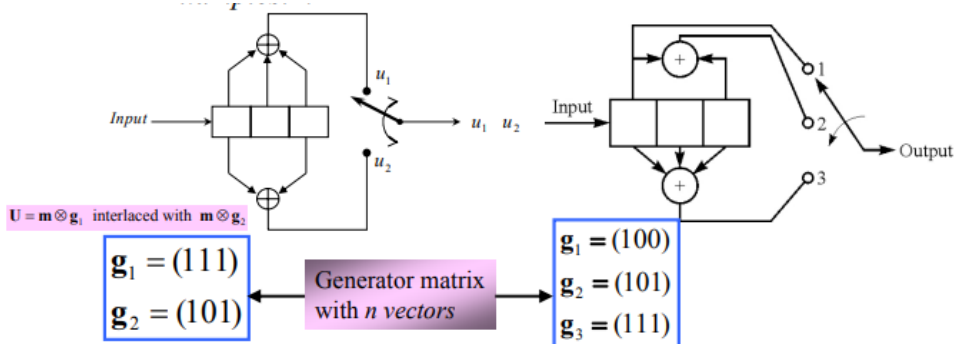 u₁
Input
u₁ u₂
u₂
U = m ⊗ g₁ interlaced with m ⊗ g₂
g₁ = (111)
g₂ = (101)
Generator matrix
with n vectors
+
1
Input
2
Output
+
3
g₁ = (100)
g₂ = (101)
g₃ = (111)